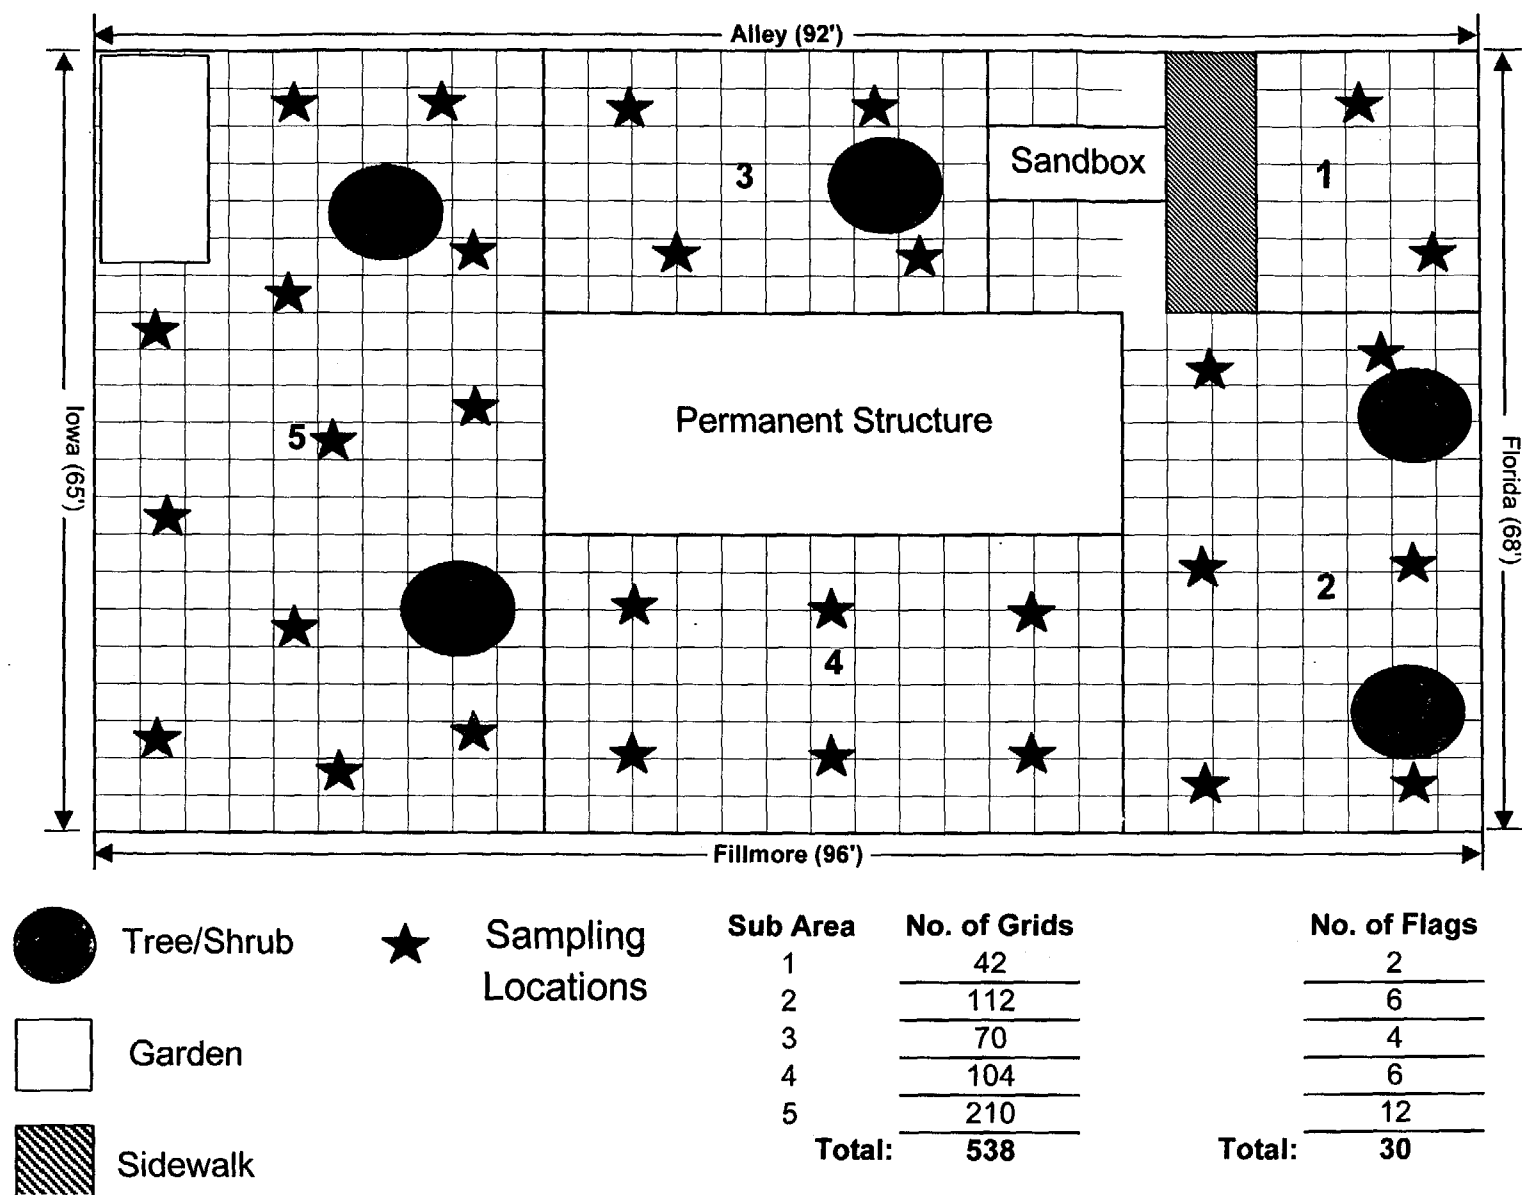 Alley (92')
Sandbox
3
1
Permanent Structure
Iowa (65')
5
Florida (68')
2
4
Fillmore (96')
Tree/Shrub
Sampling
Locations
Garden
Sidewalk
Sub Area No. of Grids No. of Flags
1 42 2
2 112 6
3 70 4
4 104 6
5 210 12
Total: 538 Total: 30